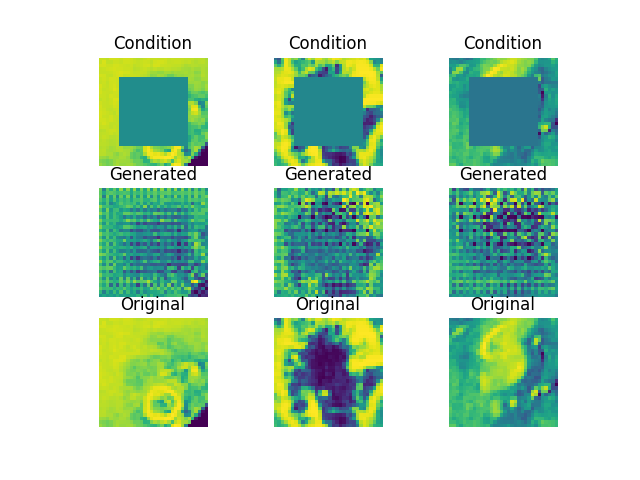 Condition Condition Condition
Generated Generated Generated
Original Original Original